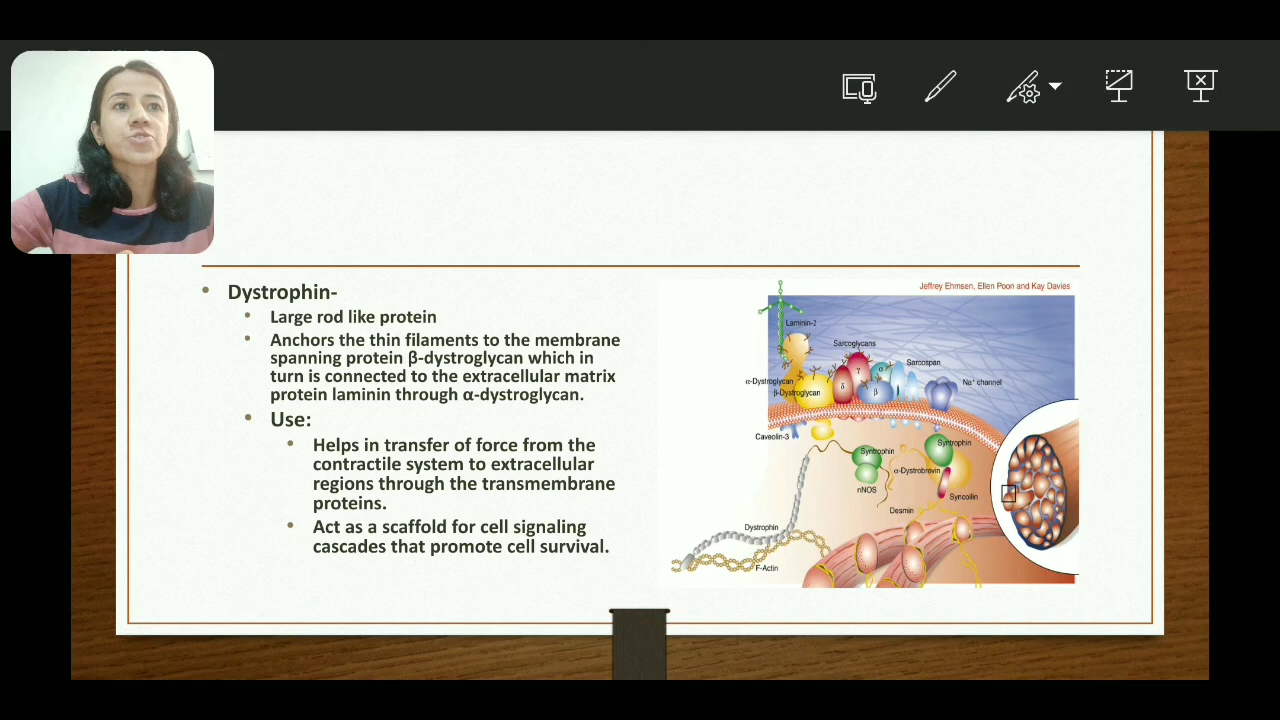 Dystrophin-
Large rod like protein
Anchors the thin filaments to the membrane
spanning protein β-dystroglycan which in
turn is connected to the extracellular matrix
protein laminin through α-dystroglycan.
Use:
Helps in transfer of force from the
contractile system to extracellular
regions through the transmembrane
proteins.
Act as a scaffold for cell signaling
cascades that promote cell survival.
Jeffrey Ehmsen, Ellen Poon and Kay Davies
Laminin-2
Sarcoglycans
Sarcospan
α-Dystroglycan
β-Dystroglycan
δ
γ
α
β
Na⁺ channel
Caveolin-3
Syntrophin
Syntrophin
α-Dystrobrevin
nNOS
Syncoilin
Desmin
Dystrophin
F-Actin